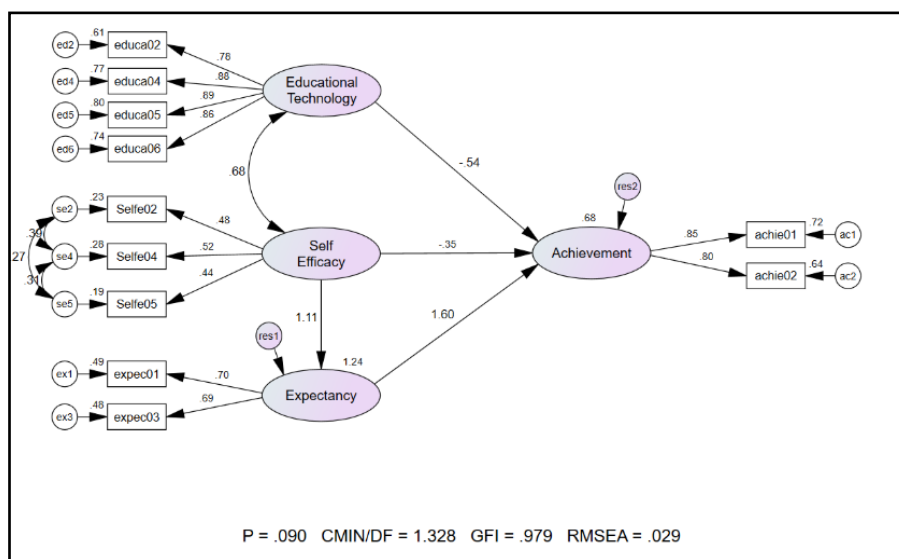 .61
ed2
educa02
.78
.77
ed4
educa04
.88
.80
ed5
educa05
.89
.74
ed6
educa06
.86
Educational
Technology
.68
-.54
res2
.23
se2
Selfe02
.48
.39
.28
se4
Selfe04
.52
27
.31
.19
se5
Selfe05
.44
Self
Efficacy
-.35
.68
Achievement
.85
achie01
.72
ac1
.80
achie02
.64
ac2
1.11
1.60
res1
1.24
.49
ex1
expec01
.70
.48
ex3
expec03
.69
Expectancy
P = .090 CMIN/DF = 1.328 GFI = .979 RMSEA = .029